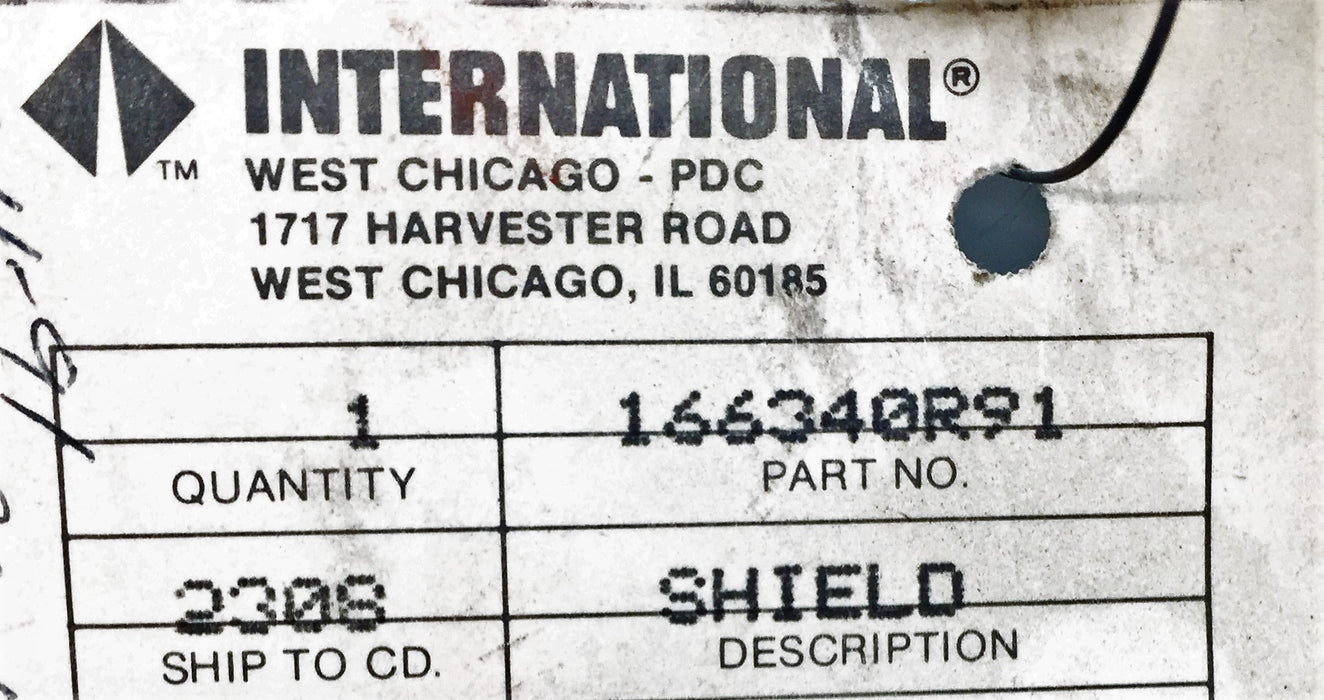 INTERNATIONAL®
TM
WEST CHICAGO - PDC
1717 HARVESTER ROAD
WEST CHICAGO, IL 60185
1 166340R91
QUANTITY PART NO.
2308 SHIELD
SHIP TO CD. DESCRIPTION